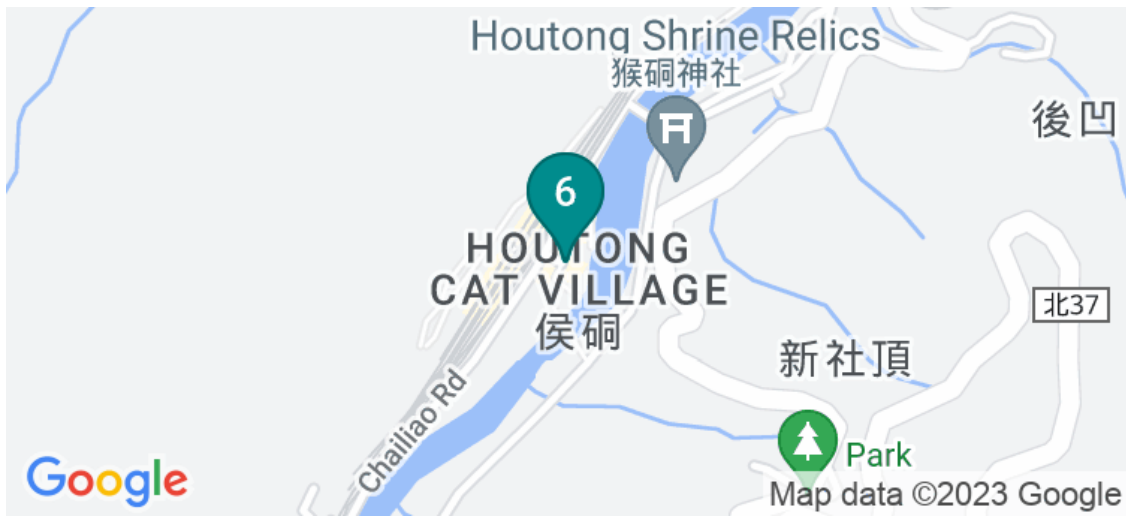 Houtong Shrine Relics
猴硐神社
後凹
6
HOUTONG
CAT VILLAGE
侯硐
北37
新社頂
Chailiao Rd
Park
Google
Map data ©2023 Google